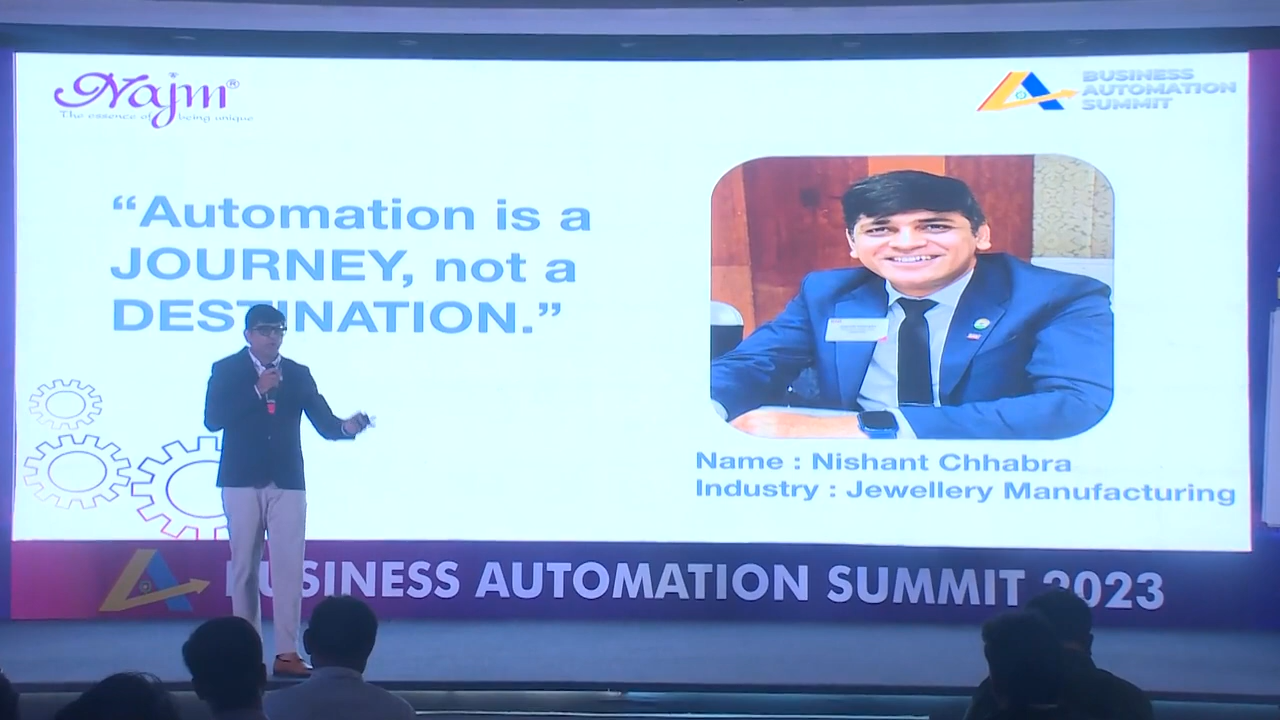 Najm®
The essence of being unique
BUSINESS
AUTOMATION
SUMMIT
“Automation is a
JOURNEY, not a
DESTINATION.”
Name : Nishant Chhabra
Industry : Jewellery Manufacturing
BUSINESS AUTOMATION SUMMIT 2023